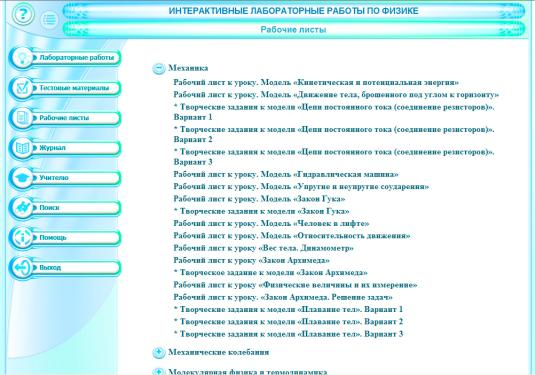 ИНТЕРАКТИВНЫЕ ЛАБОРАТОРНЫЕ РАБОТЫ ПО ФИЗИКЕ
Рабочие листы
Лабораторные работы
Тестовые материалы
Рабочие листы
Журнал
Учителю
Поиск
Помощь
Выход
Механика
Рабочий лист к уроку. Модель «Кинетическая и потенциальная энергия»
Рабочий лист к уроку. Модель «Движение тела, брошенного под углом к горизонту»
* Творческие задания к модели «Цепи постоянного тока (соединение резисторов)».
Вариант 1
* Творческие задания к модели «Цепи постоянного тока (соединение резисторов)».
Вариант 2
* Творческие задания к модели «Цепи постоянного тока (соединение резисторов)».
Вариант 3
Рабочий лист к уроку. Модель «Гидравлическая машина»
Рабочий лист к уроку. Модель «Упругие и неупругие соударения»
Рабочий лист к уроку. Модель «Закон Гука»
* Творческие задания к модели «Закон Гука»
Рабочий лист к уроку. Модель «Человек в лифте»
Рабочий лист к уроку. Модель «Относительность движения»
Рабочий лист к уроку «Вес тела. Динамометр»
Рабочий лист к уроку «Закон Архимеда»
* Творческое задание к модели «Закон Архимеда»
Рабочий лист к уроку «Физические величины и их измерение»
Рабочий лист к уроку. «Закон Архимеда. Решение задач»
* Творческие задания к модели «Плавание тел». Вариант 1
* Творческие задания к модели «Плавание тел». Вариант 2
* Творческие задания к модели «Плавание тел». Вариант 3
Механические колебания
Молекулярная физика и термодинамика